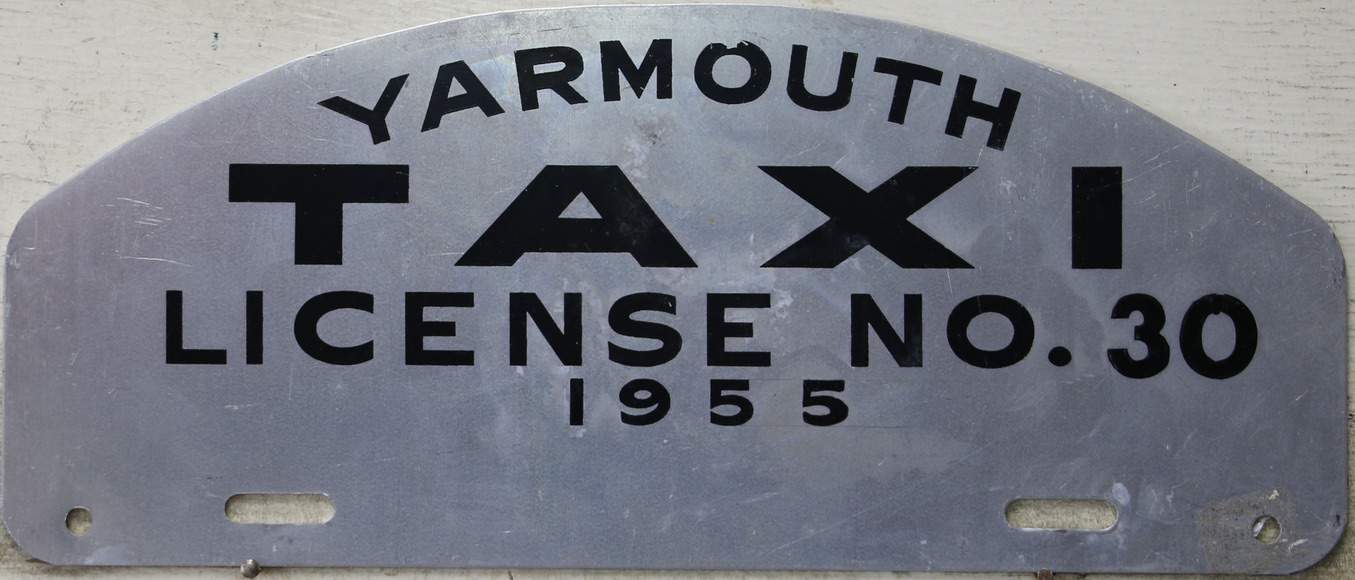 YARMOUTH
TAXI
LICENSE NO. 30
1955